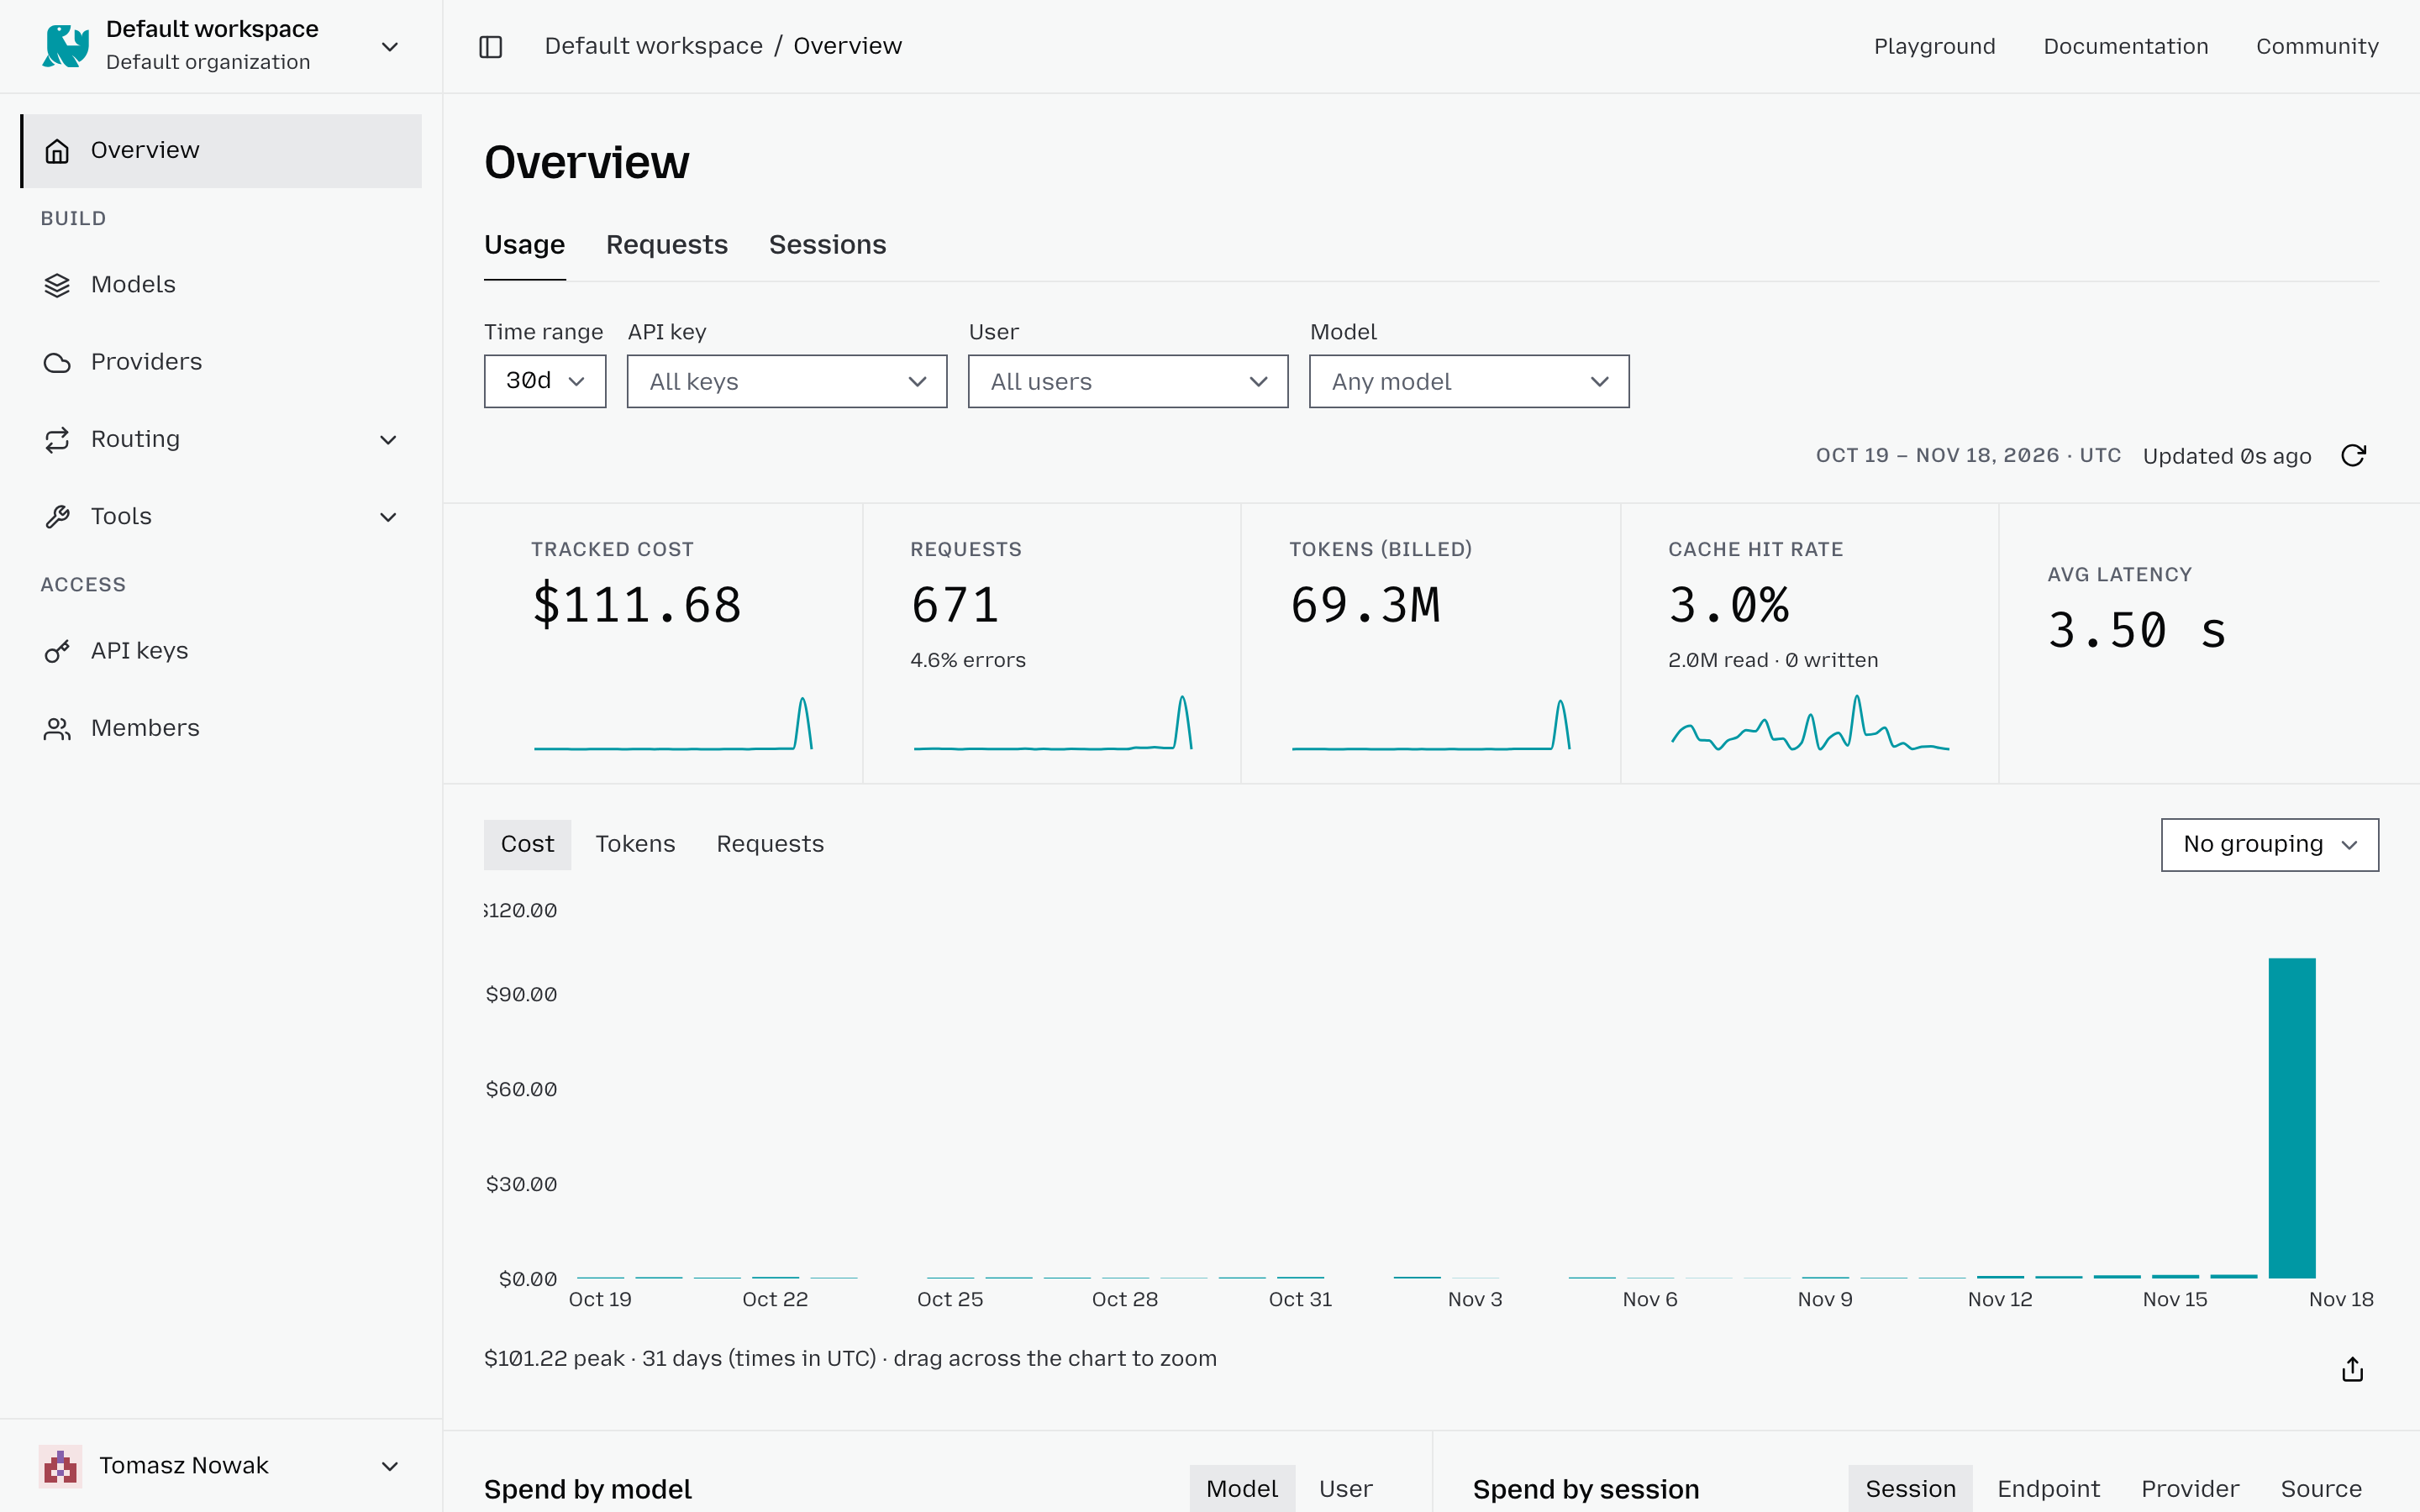 Default workspace
Default organization
Default workspace / Overview
Playground
Documentation
Community
Overview
BUILD
Models
Providers
Routing
Tools
ACCESS
API keys
Members
Tomasz Nowak
Overview
Usage
Requests
Sessions
Time range
API key
User
Model
30d
All keys
All users
Any model
OCT 19 – NOV 18, 2026 · UTC
Updated 0s ago
TRACKED COST
$111.68
REQUESTS
671
4.6% errors
TOKENS (BILLED)
69.3M
CACHE HIT RATE
3.0%
2.0M read · 0 written
AVG LATENCY
3.50 s
Cost
Tokens
Requests
No grouping
$120.00
$90.00
$60.00
$30.00
$0.00
Oct 19
Oct 22
Oct 25
Oct 28
Oct 31
Nov 3
Nov 6
Nov 9
Nov 12
Nov 15
Nov 18
$101.22 peak · 31 days (times in UTC) · drag across the chart to zoom
Spend by model
Model
User
Spend by session
Session
Endpoint
Provider
Source